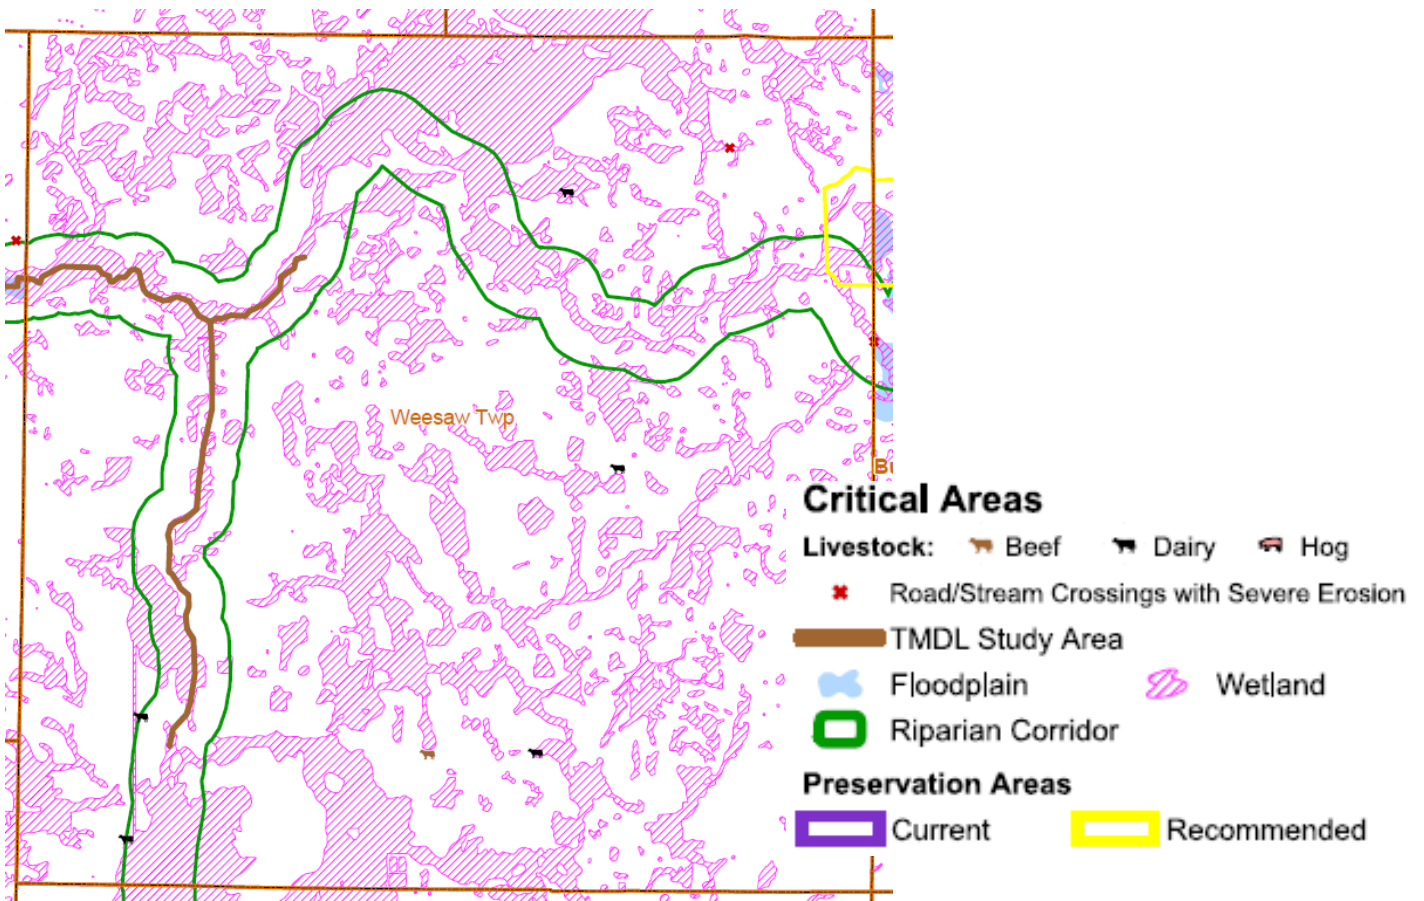 Weesaw Twp
Bu
Critical Areas
Livestock: Beef Dairy Hog
Road/Stream Crossings with Severe Erosion
TMDL Study Area
Floodplain Wetland
Riparian Corridor
Preservation Areas
Current Recommended